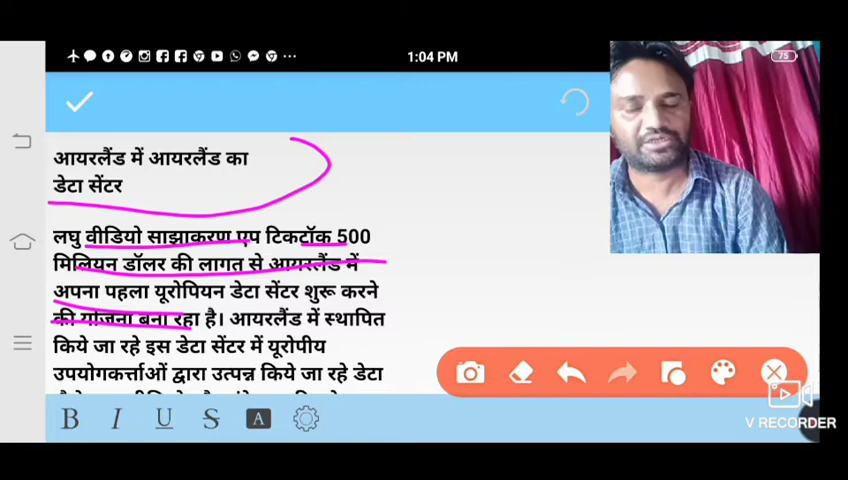 1:04 PM
75
आयरलैंड में आयरलैंड का
डेटा सेंटर
लघु वीडियो साझाकरण एप टिकटॉक 500
मिलियन डॉलर की लागत से आयरलैंड में
अपना पहला यूरोपियन डेटा सेंटर शुरू करने
की योजना बना रहा है। आयरलैंड में स्थापित
किये जा रहे इस डेटा सेंटर में यूरोपीय
उपयोगकर्त्ताओं द्वारा उत्पन्न किये जा रहे डेटा
B I U S A
V RECORDER